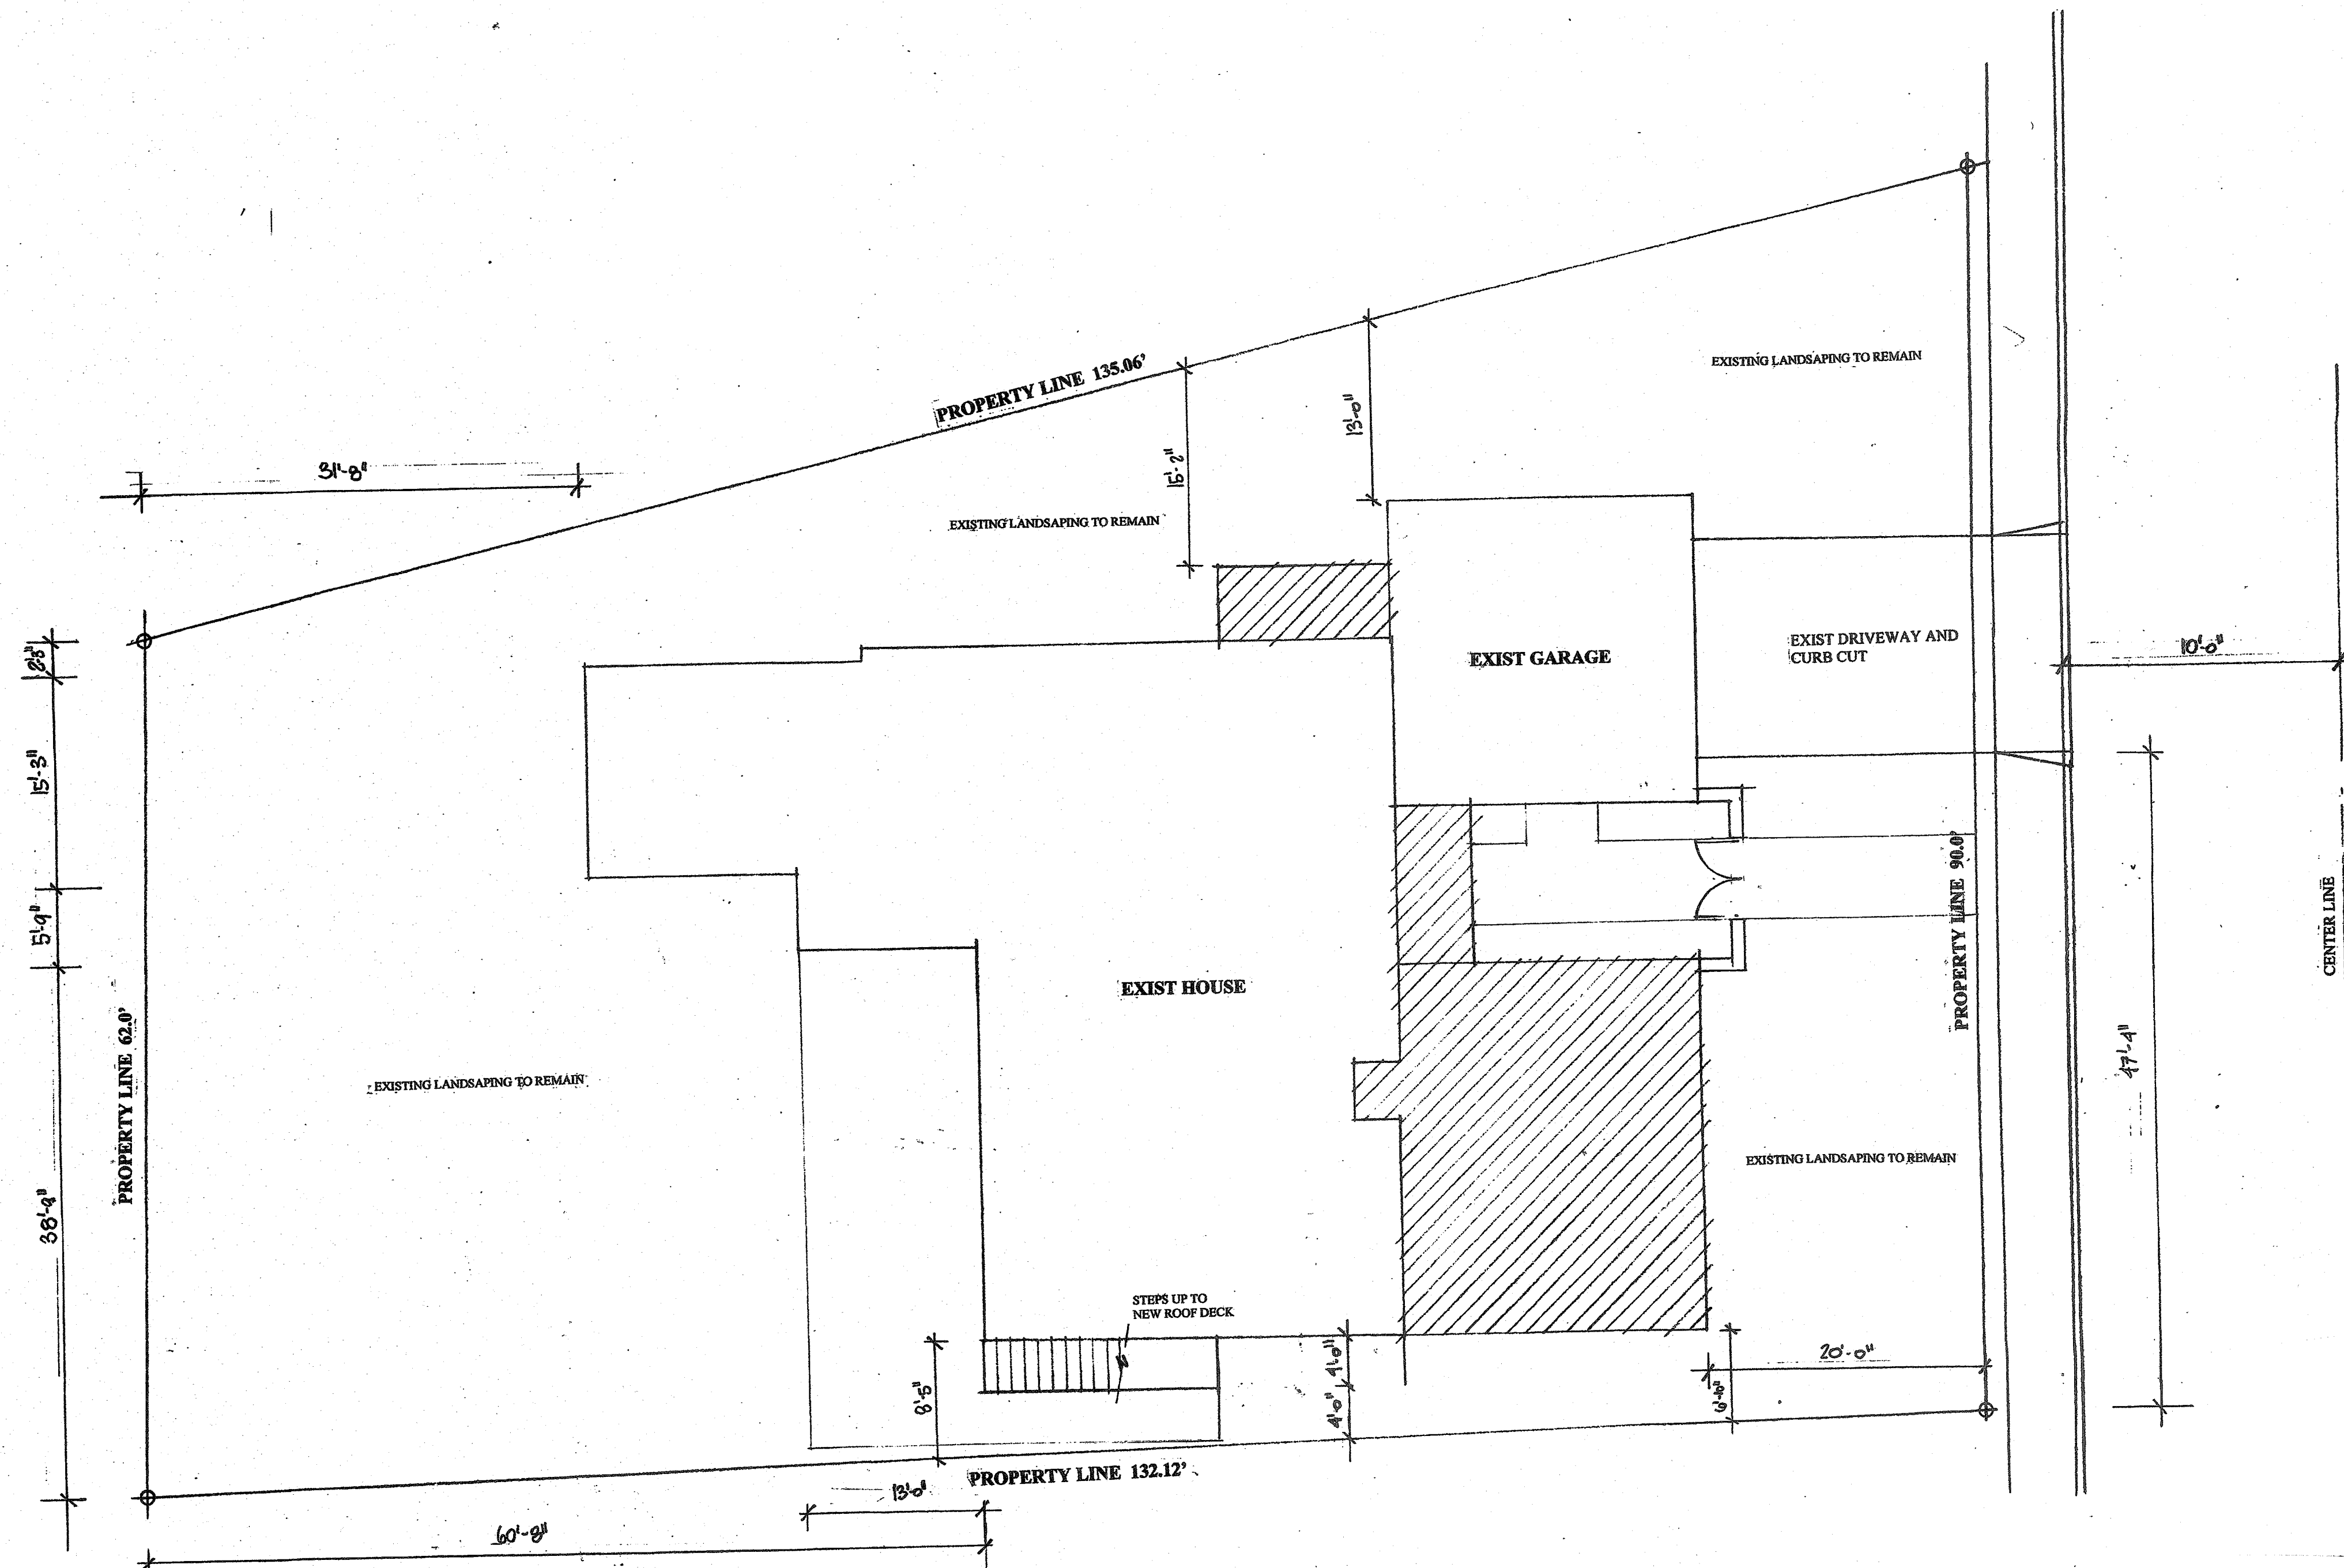 EXISTING LANDSAPING TO REMAIN
PROPERTY LINE 135.06'
13'-0"
31'-8"
15'-2"
EXISTING LANDSAPING TO REMAIN
EXIST DRIVEWAY AND
CURB CUT
10'-0"
EXIST GARAGE
15'-3"
5'-9"
PROPERTY LINE 90.0'
CENTER LINE
EXIST HOUSE
47'-4"
PROPERTY LINE 62.0'
EXISTING LANDSAPING TO REMAIN
EXISTING LANDSAPING TO REMAIN
38'-9"
STEPS UP TO
NEW ROOF DECK
20'-0"
8'-5"
4'-0"
4'-0"
6'-10"
PROPERTY LINE 132.12'
13'-0"
60'-8"